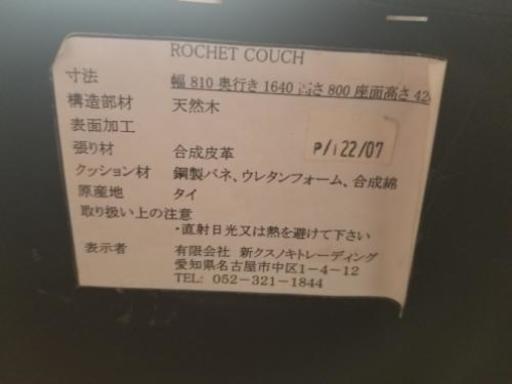 ROCHET COUCH
寸法 幅 810 奥行き 1640 高さ 800 座面高さ 42
構造部材 天然木
表面加工
張り材 合成皮革
P/I 22/07
クッション材 鋼製バネ、ウレタンフォーム、合成綿
原産地 タイ
取り扱い上の注意
・直射日光又は熱を避けて下さい
表示者 有限会社 新クスノキトレーディング
愛知県名古屋市中区1-4-12
TEL: 052-321-1844